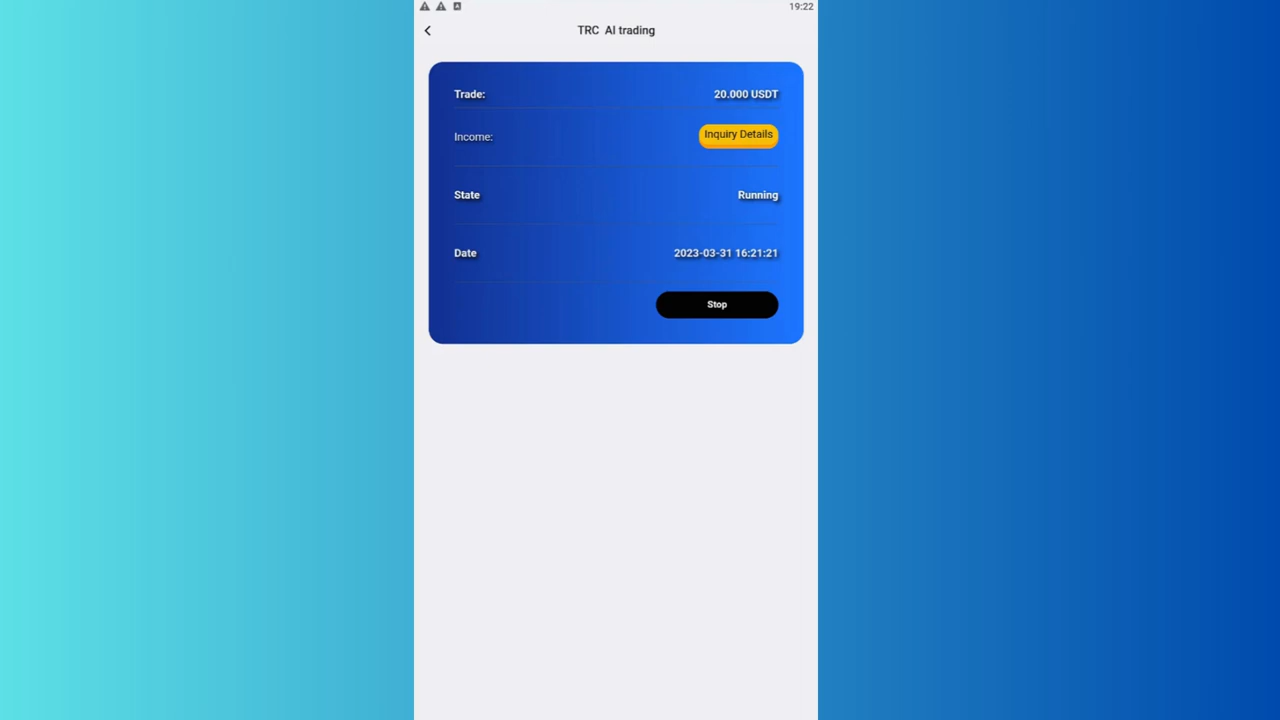 19:22
TRC AI trading
Trade: 20.000 USDT
Income: Inquiry Details
State Running
Date 2023-03-31 16:21:21
Stop